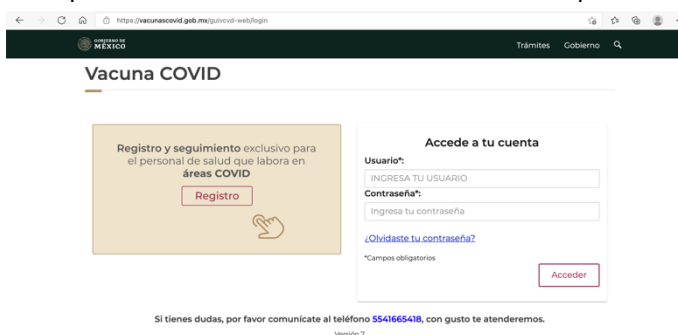 https://vacunascovid.gob.mx/guivcd-web/login
GOBIERNO DE
MÉXICO
Trámites Gobierno
Vacuna COVID
Registro y seguimiento exclusivo para
el personal de salud que labora en
áreas COVID
Registro
Accede a tu cuenta
Usuario*:
INGRESA TU USUARIO
Contraseña*:
Ingresa tu contraseña
¿Olvidaste tu contraseña?
*Campos obligatorios
Acceder
Si tienes dudas, por favor comunícate al teléfono 5541665418, con gusto te atenderemos.
Versión 7